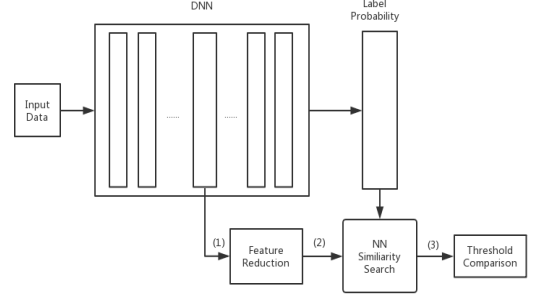 DNN
Label
Probability
Input
Data
......
......
(1)
Feature
Reduction
(2)
NN
Similiarity
Search
(3)
Threshold
Comparison